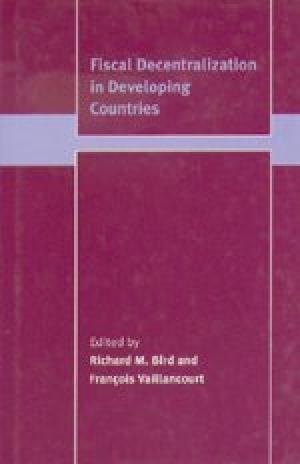 Fiscal Decentralization
in Developing
Countries
Edited by
Richard M. Bird and
François Vaillancourt